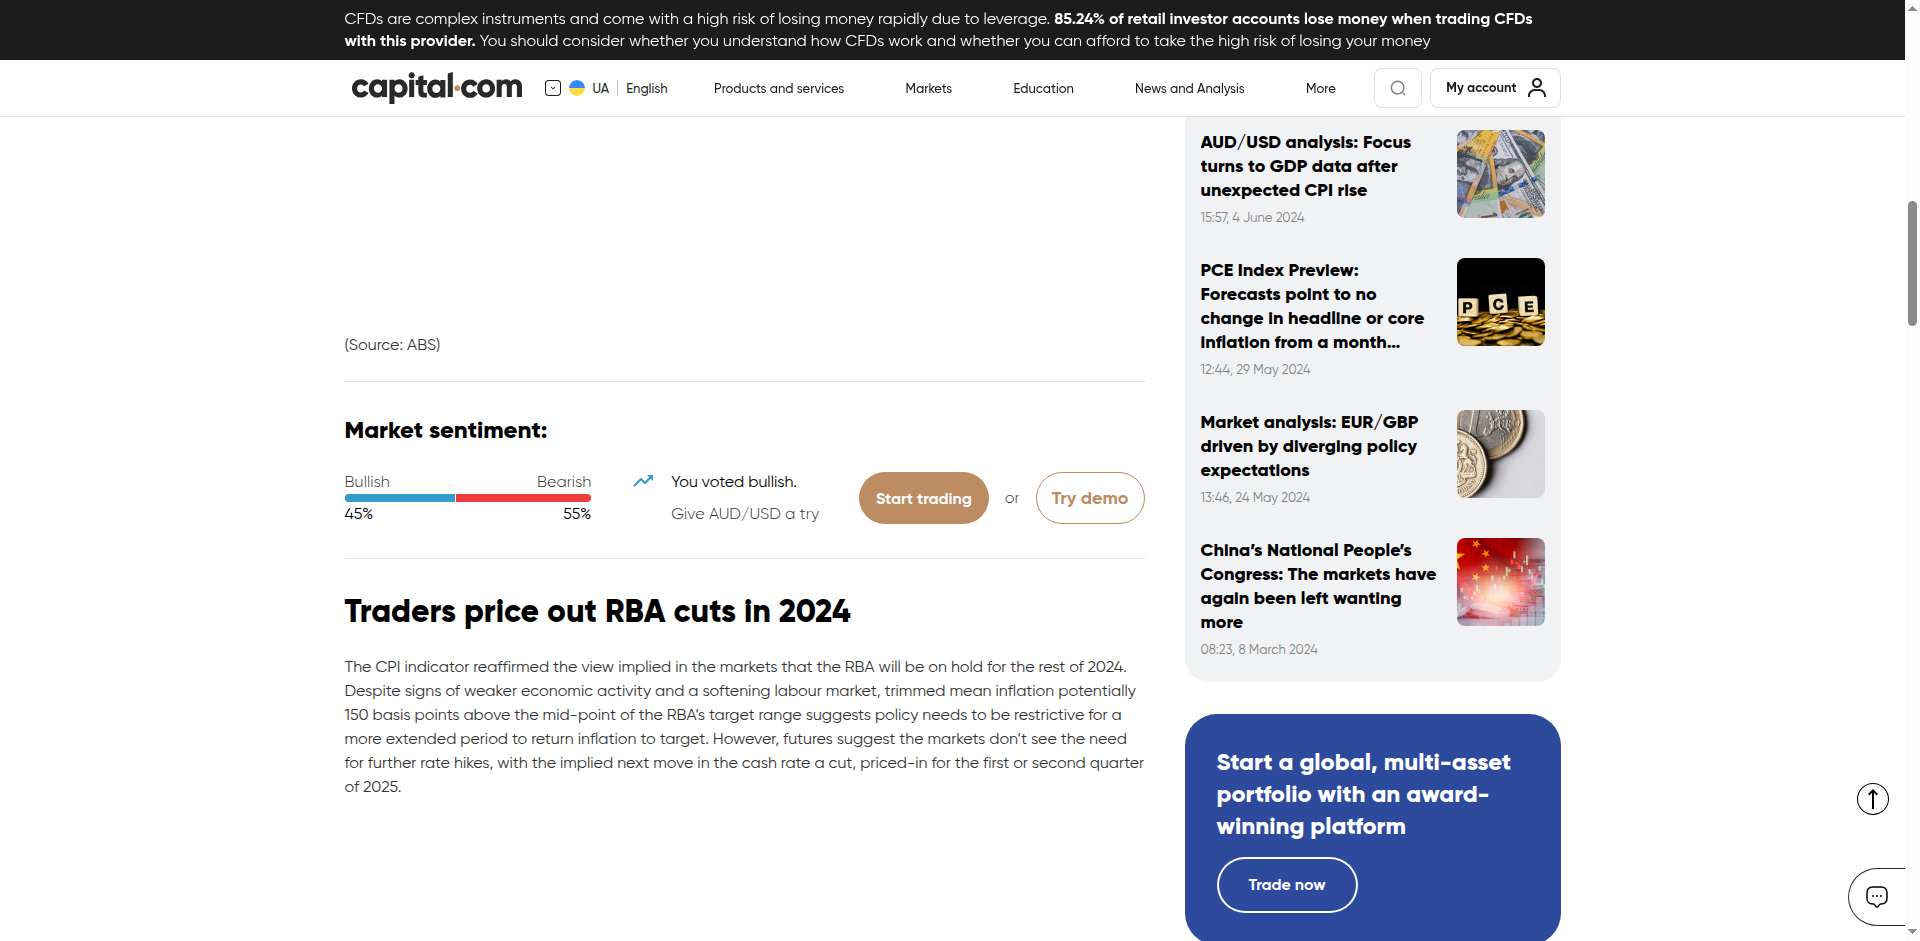 CFDs are complex instruments and come with a high risk of losing money rapidly due to leverage. 85.24% of retail investor accounts lose money when trading CFDs
with this provider. You should consider whether you understand how CFDs work and whether you can afford to take the high risk of losing your money
capital.com
UA
English
Products and services
Markets
Education
News and Analysis
More
My account
(Source: ABS)
Market sentiment:
Bullish
Bearish
45%
55%
You voted bullish.
Give AUD/USD a try
Start trading
or
Try demo
Traders price out RBA cuts in 2024
The CPI indicator reaffirmed the view implied in the markets that the RBA will be on hold for the rest of 2024.
Despite signs of weaker economic activity and a softening labour market, trimmed mean inflation potentially
150 basis points above the mid-point of the RBA's target range suggests policy needs to be restrictive for a
more extended period to return inflation to target. However, futures suggest the markets don't see the need
for further rate hikes, with the implied next move in the cash rate a cut, priced-in for the first or second quarter
of 2025.
AUD/USD analysis: Focus
turns to GDP data after
unexpected CPI rise
15:57, 4 June 2024
PCE Index Preview:
Forecasts point to no
change in headline or core
inflation from a month...
12:44, 29 May 2024
P C E
Market analysis: EUR/GBP
driven by diverging policy
expectations
13:46, 24 May 2024
China's National People's
Congress: The markets have
again been left wanting
more
08:23, 8 March 2024
Start a global, multi-asset
portfolio with an award-
winning platform
Trade now